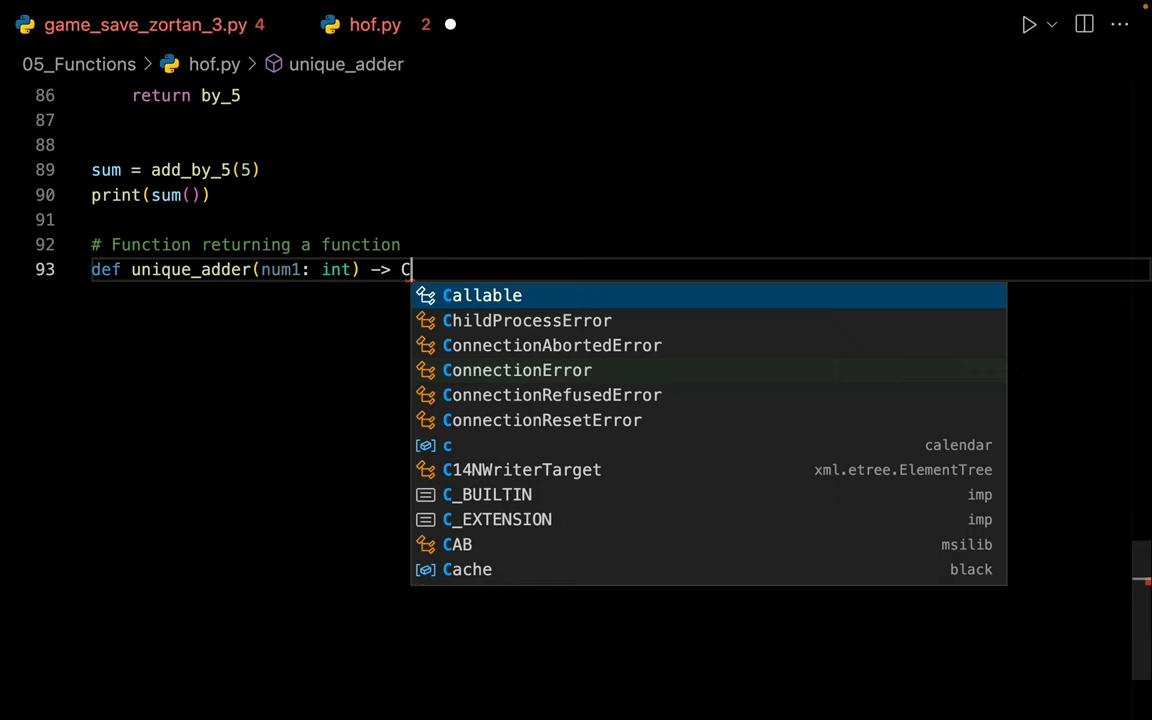 game_save_zortan_3.py 4 hof.py 2
05_Functions > hof.py > unique_adder
86 return by_5
87
88
89 sum = add_by_5(5)
90 print(sum())
91
92 # Function returning a function
93 def unique_adder(num1: int) -> C
Callable
ChildProcessError
ConnectionAbortedError
ConnectionError
ConnectionRefusedError
ConnectionResetError
c calendar
C14NWriterTarget xml.etree.ElementTree
C_BUILTIN imp
C_EXTENSION imp
CAB msilib
Cache black